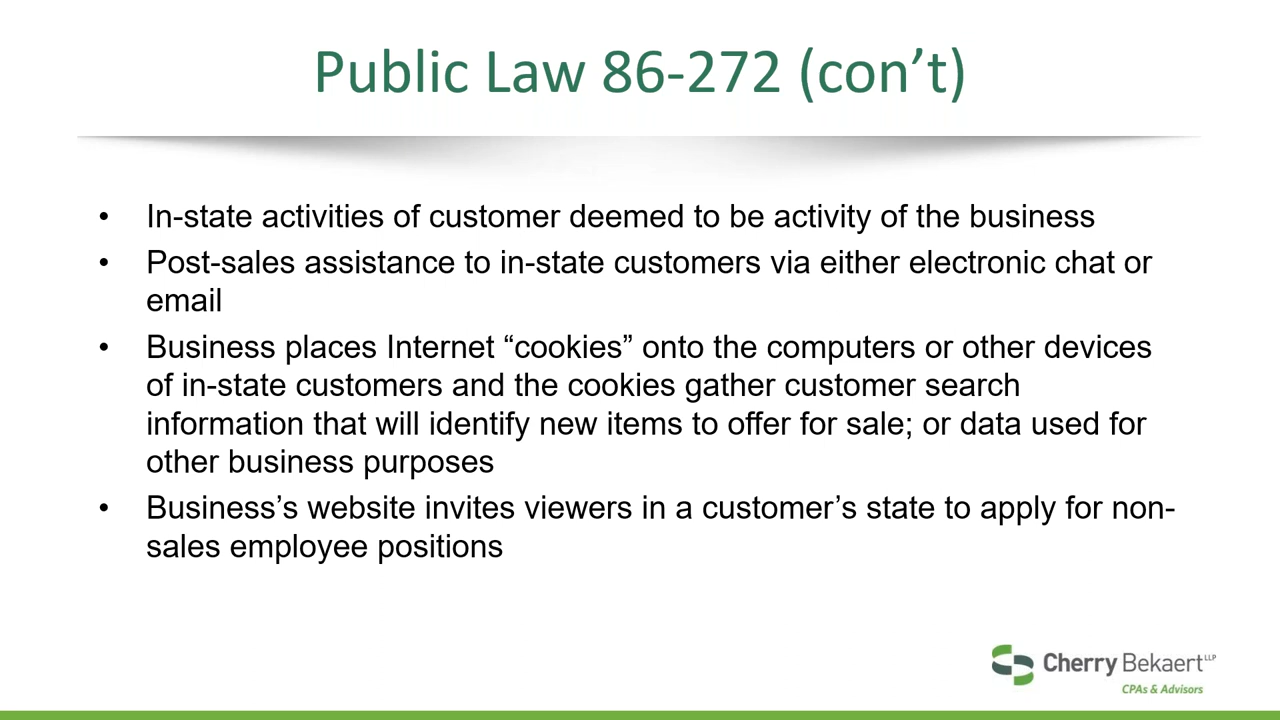 Public Law 86-272 (con’t)
• In-state activities of customer deemed to be activity of the business
• Post-sales assistance to in-state customers via either electronic chat or
email
• Business places Internet “cookies” onto the computers or other devices
of in-state customers and the cookies gather customer search
information that will identify new items to offer for sale; or data used for
other business purposes
• Business’s website invites viewers in a customer’s state to apply for non-
sales employee positions
Cherry Bekaert LLP
CPAs & Advisors